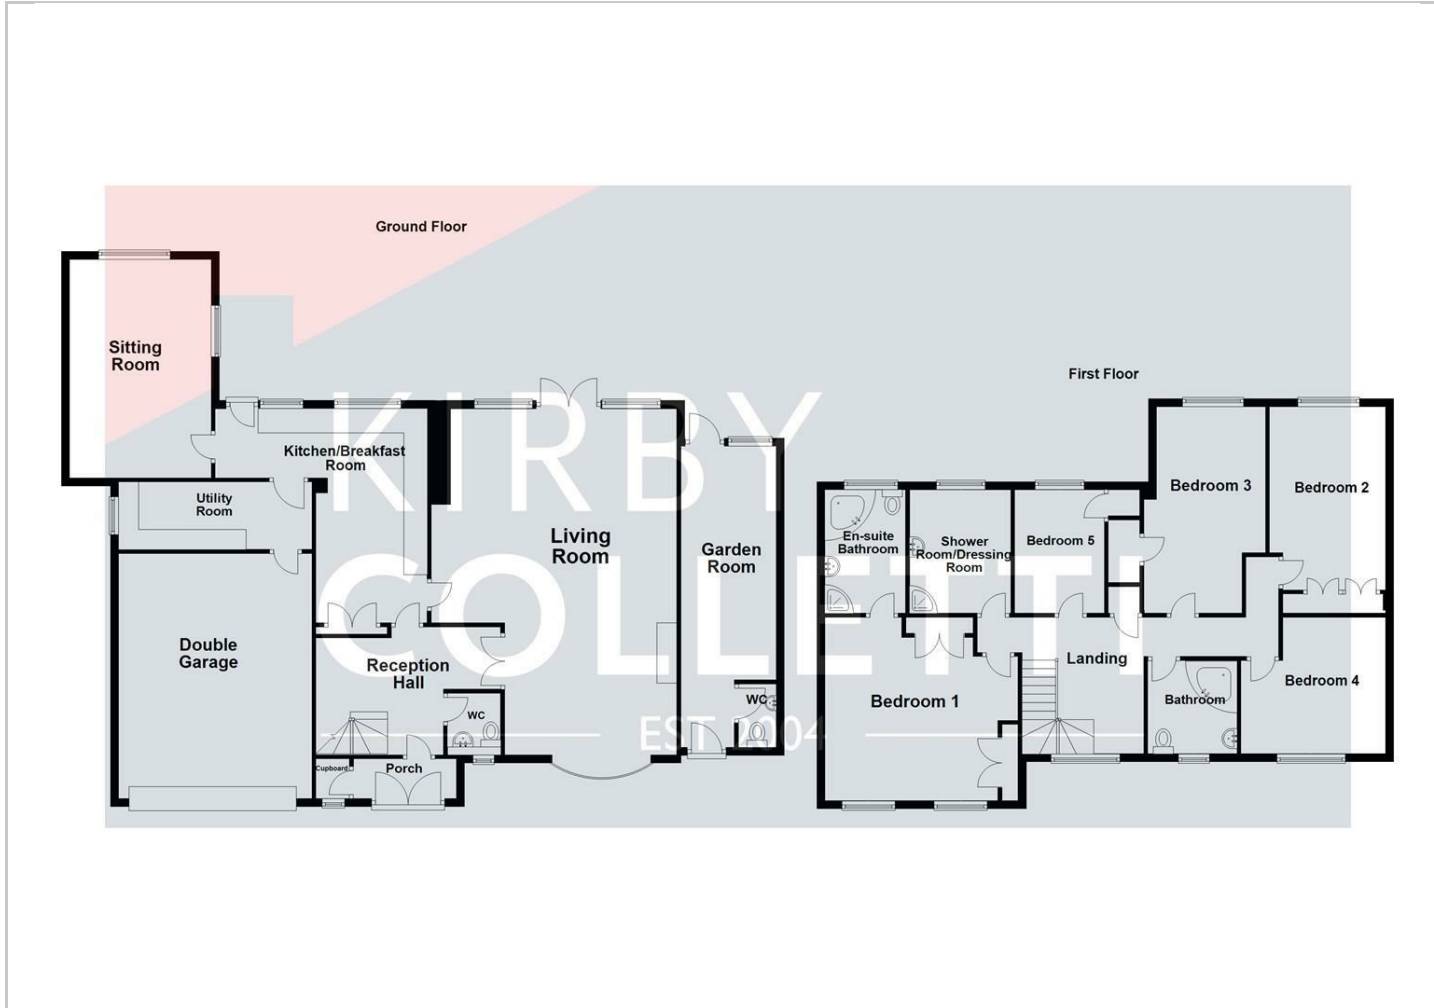 Ground Floor
Sitting
Room
Kitchen/Breakfast
Room
Utility
Room
Living
Room
Garden
Room
Double
Garage
Reception
Hall
WC
WC
Cupboard
Porch
First Floor
Bedroom 3
Bedroom 2
En-suite
Bathroom
Shower
Room/Dressing
Room
Bedroom 5
Landing
Bedroom 1
Bathroom
Bedroom 4
KIRBY
COLLETTI
EST 2004